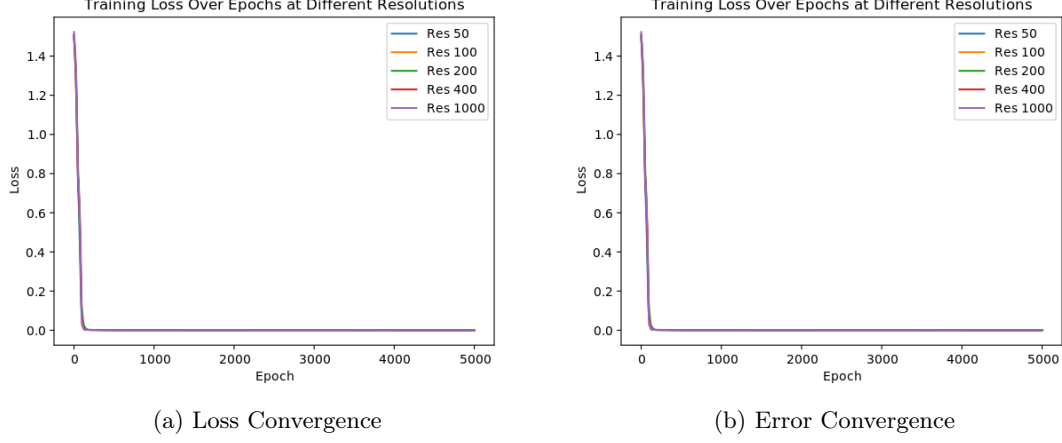 Training Loss Over Epochs at Different Resolutions
Res 50
Res 100
Res 200
Res 400
Res 1000
1.4
1.2
1.0
0.8
0.6
0.4
0.2
0.0
Loss
0 1000 2000 3000 4000 5000
Epoch
(a) Loss Convergence
Training Loss Over Epochs at Different Resolutions
Res 50
Res 100
Res 200
Res 400
Res 1000
1.4
1.2
1.0
0.8
0.6
0.4
0.2
0.0
Loss
0 1000 2000 3000 4000 5000
Epoch
(b) Error Convergence